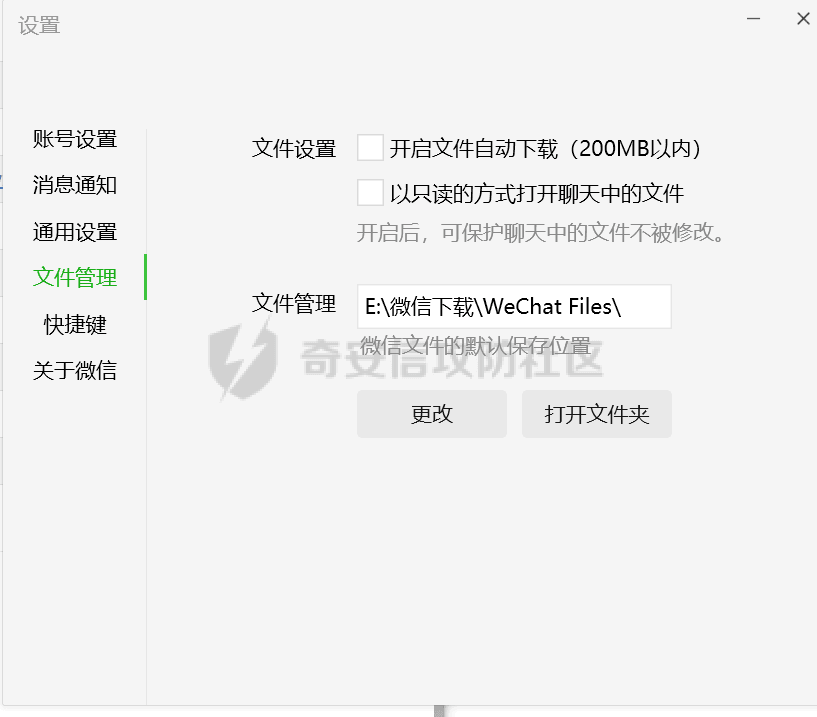 设置
账号设置
消息通知
通用设置
文件管理
快捷键
关于微信
文件设置
开启文件自动下载（200MB以内）
以只读的方式打开聊天中的文件
开启后，可保护聊天中的文件不被修改。
文件管理
E:\微信下载\WeChat Files\
微信文件的默认保存位置
奇安信攻防社区
更改
打开文件夹